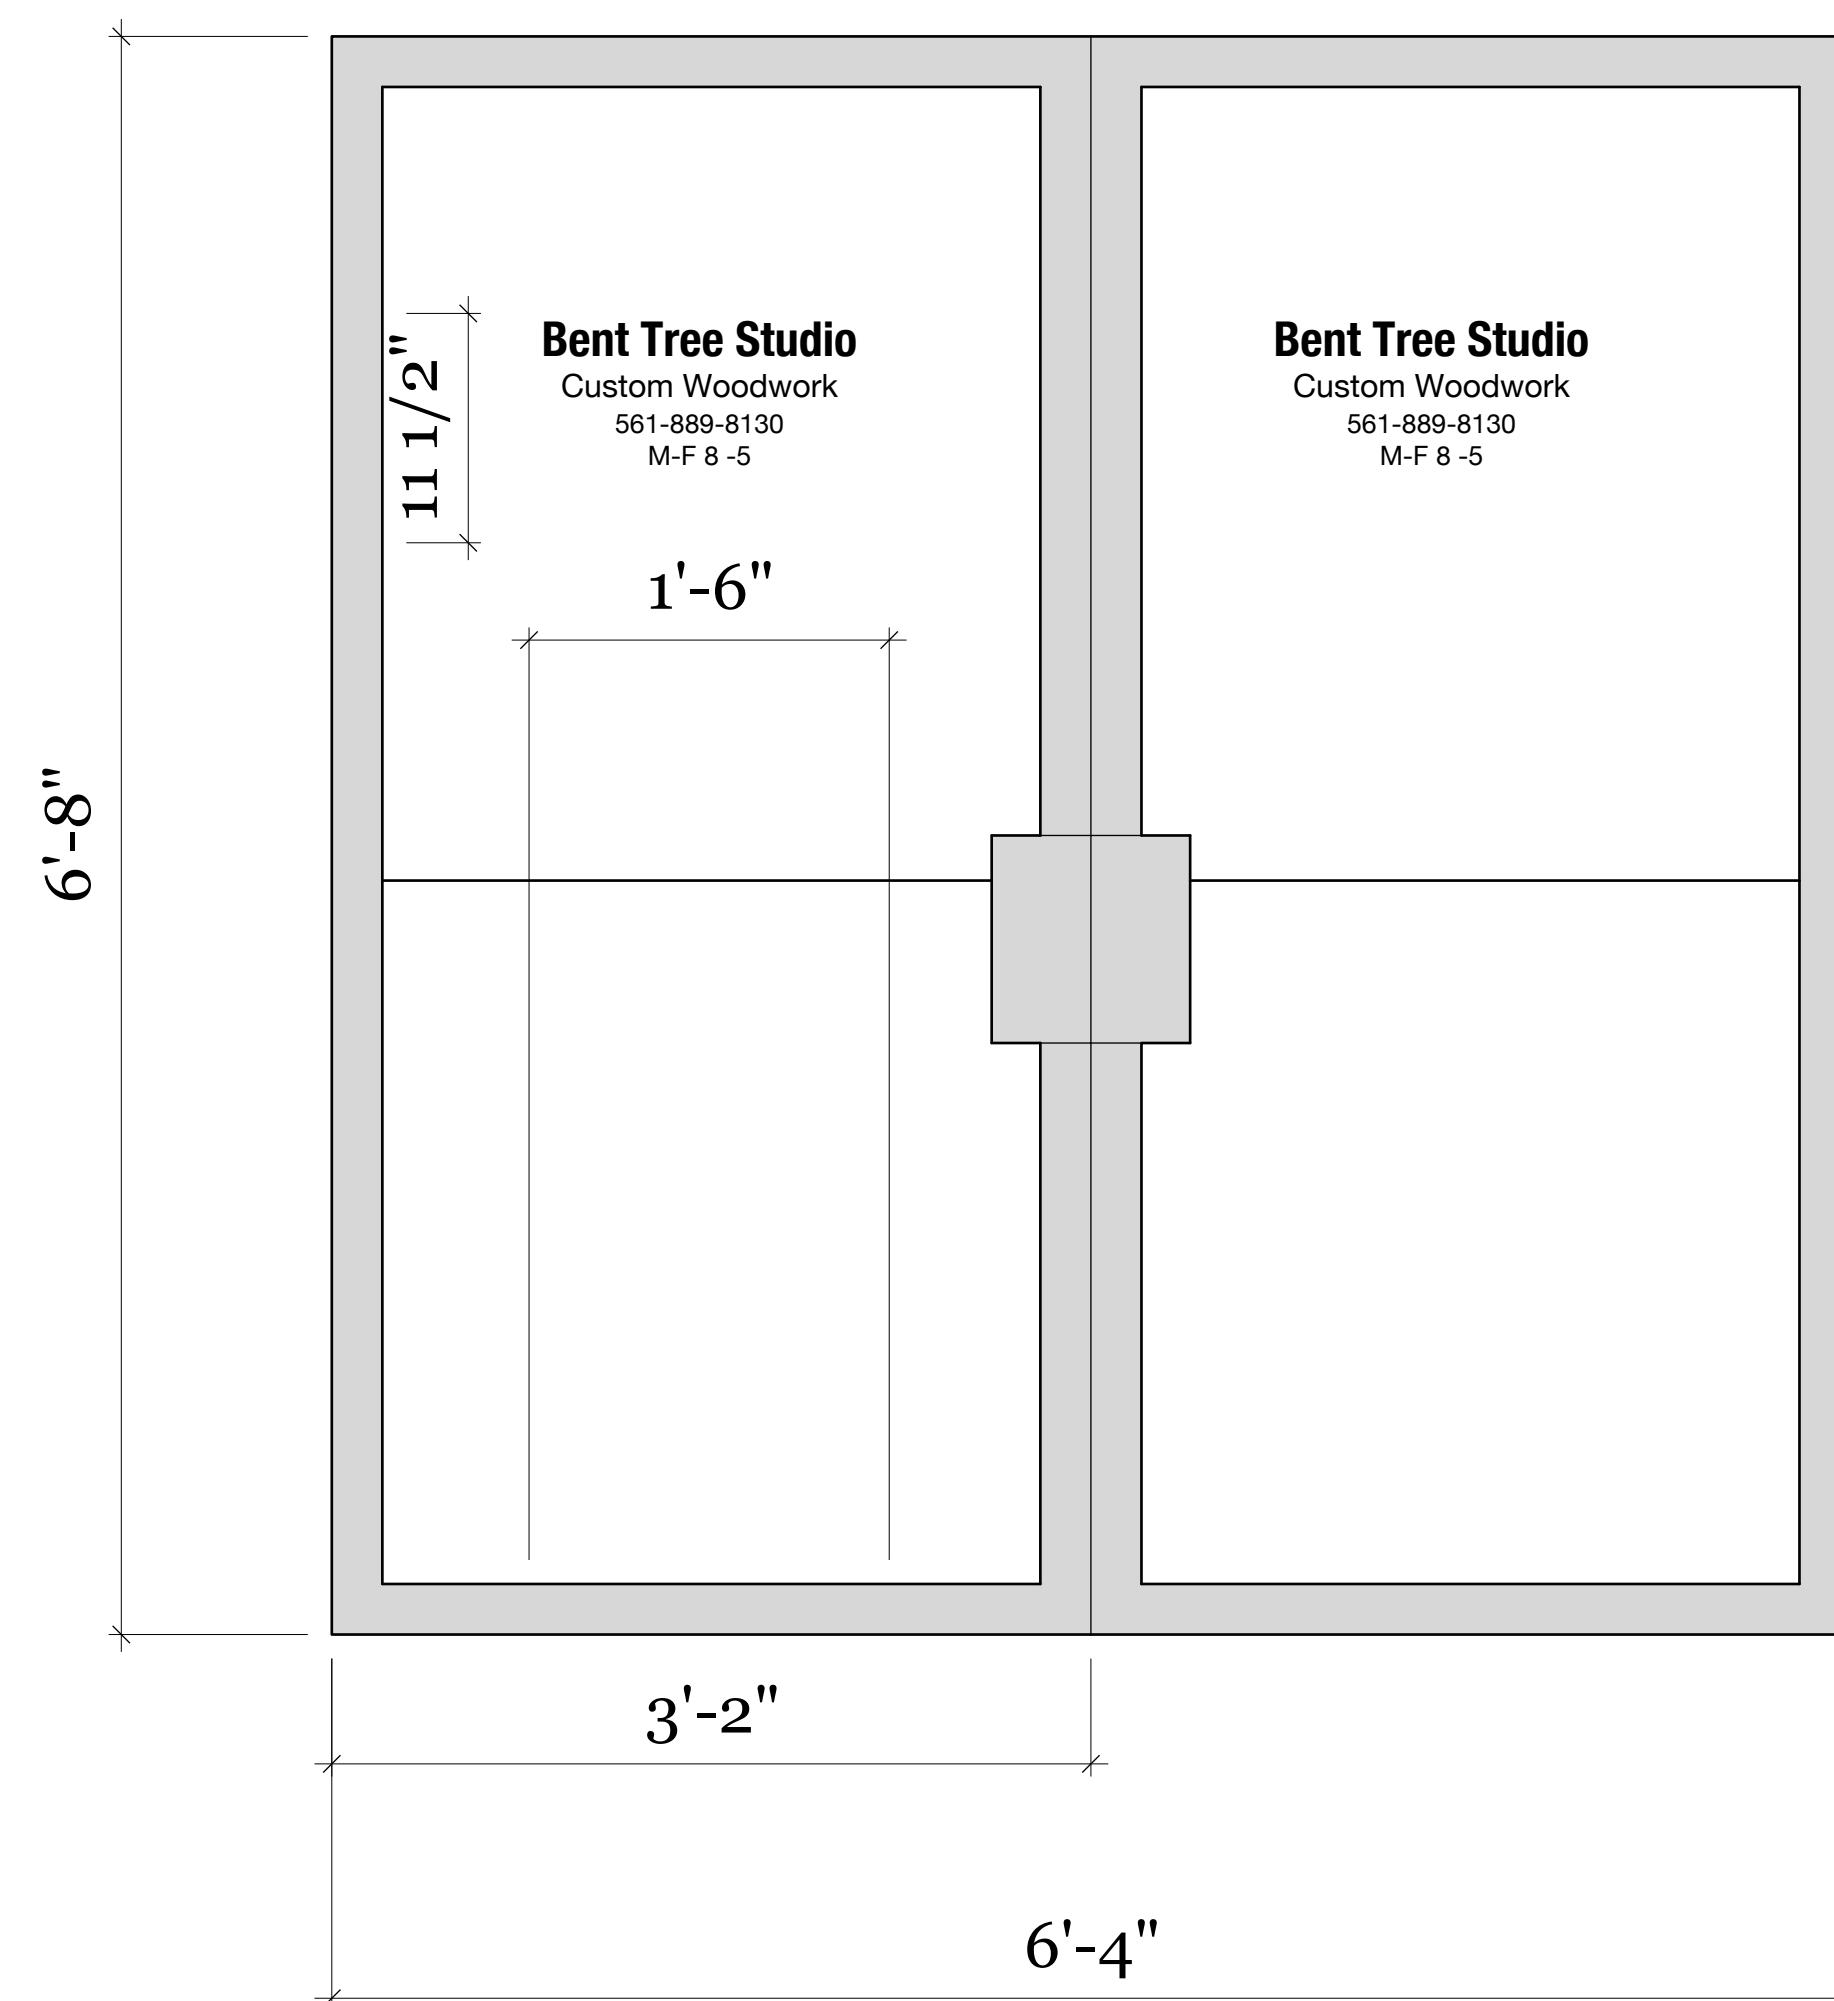 Bent Tree Studio
Custom Woodwork
561-889-8130
M-F 8 -5
Bent Tree Studio
Custom Woodwork
561-889-8130
M-F 8 -5
11 1/2"
1'-6"
6'-8"
3'-2"
6'-4"